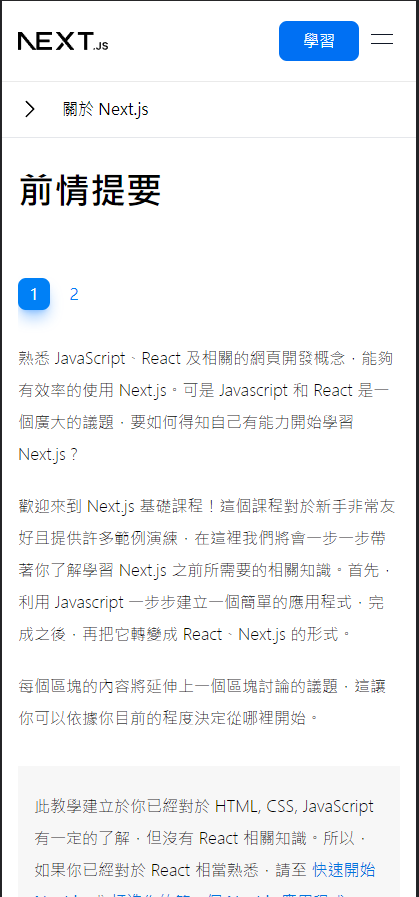 NEXT.JS
學習
關於 Next.js
前情提要
1 2
熟悉 JavaScript、React 及相關的網頁開發概念，能夠
有效率的使用 Next.js。可是 Javascript 和 React 是一
個廣大的議題，要如何得知自己有能力開始學習
Next.js？
歡迎來到 Next.js 基礎課程！這個課程對於新手非常友
好且提供許多範例演練，在這裡我們將會一步一步帶
著你了解學習 Next.js 之前所需要的相關知識。首先，
利用 Javascript 一步步建立一個簡單的應用程式，完
成之後，再把它轉變成 React、Next.js 的形式。
每個區塊的內容將延伸上一個區塊討論的議題，這讓
你可以依據你目前的程度決定從哪裡開始。
此教學建立於你已經對於 HTML, CSS, JavaScript
有一定的了解，但沒有 React 相關知識。所以，
如果你已經對於 React 相當熟悉，請至 快速開始